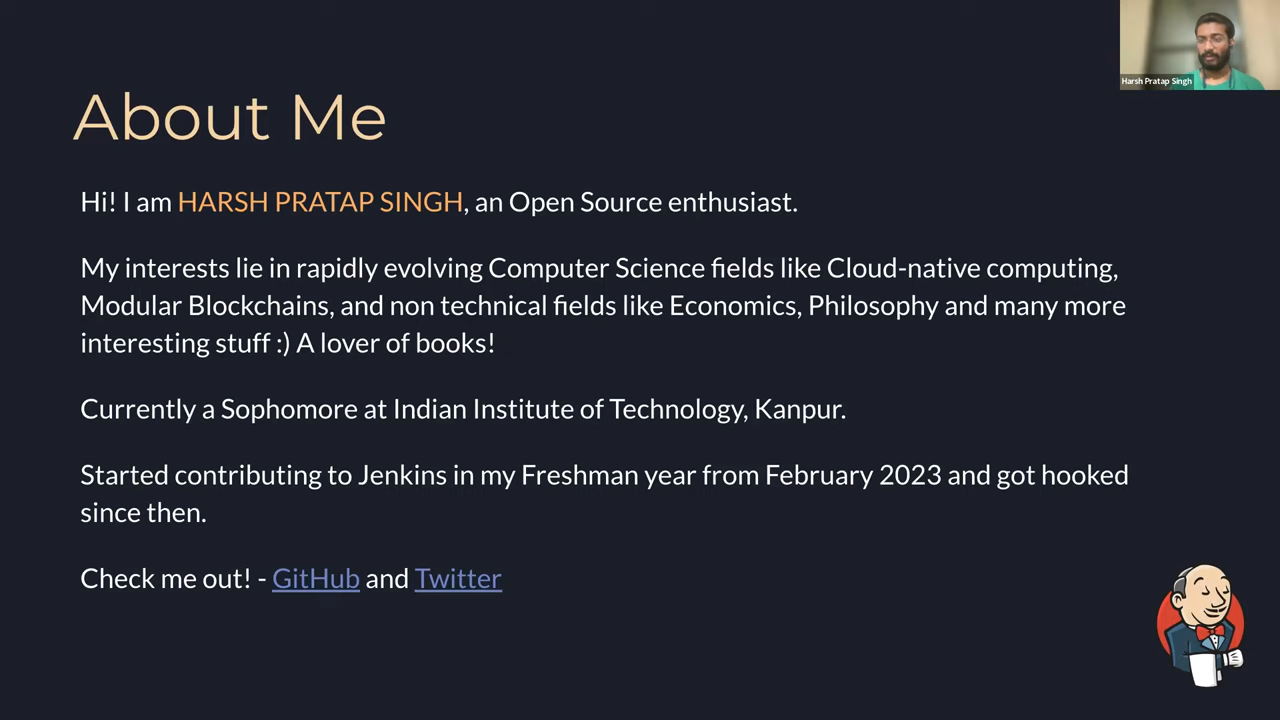 Harsh Pratap Singh
About Me
Hi! I am HARSH PRATAP SINGH, an Open Source enthusiast.
My interests lie in rapidly evolving Computer Science fields like Cloud-native computing,
Modular Blockchains, and non technical fields like Economics, Philosophy and many more
interesting stuff :) A lover of books!
Currently a Sophomore at Indian Institute of Technology, Kanpur.
Started contributing to Jenkins in my Freshman year from February 2023 and got hooked
since then.
Check me out! - GitHub and Twitter